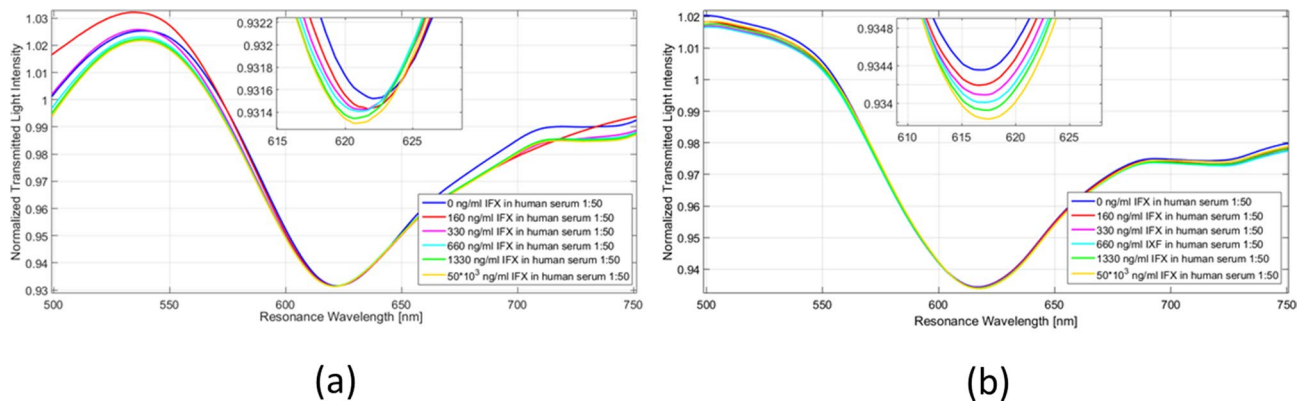 1.03
1.02
1.01
1
0.99
0.98
0.97
0.96
0.95
0.94
0.93
500
550
600
650
700
750
Normalized Transmitted Light Intensity
Resonance Wavelength [nm]
0.9322
0.932
0.9318
0.9316
0.9314
615
620
625
0 ng/ml IFX in human serum 1:50
160 ng/ml IFX in human serum 1:50
330 ng/ml IFX in human serum 1:50
660 ng/ml IFX in human serum 1:50
1330 ng/ml IFX in human serum 1:50
50*10³ ng/ml IFX in human serum 1:50
(a)
1.02
1.01
1
0.99
0.98
0.97
0.96
0.95
0.94
500
550
600
650
700
750
Normalized Transmitted Light Intensity
Resonance Wavelength [nm]
0.9348
0.9344
0.934
610
615
620
625
0 ng/ml IFX in human serum 1:50
160 ng/ml IFX in human serum 1:50
330 ng/ml IFX in human serum 1:50
660 ng/ml IXF in human serum 1:50
1330 ng/ml IFX in human serum 1:50
50*10³ ng/ml IFX in human serum 1:50
(b)